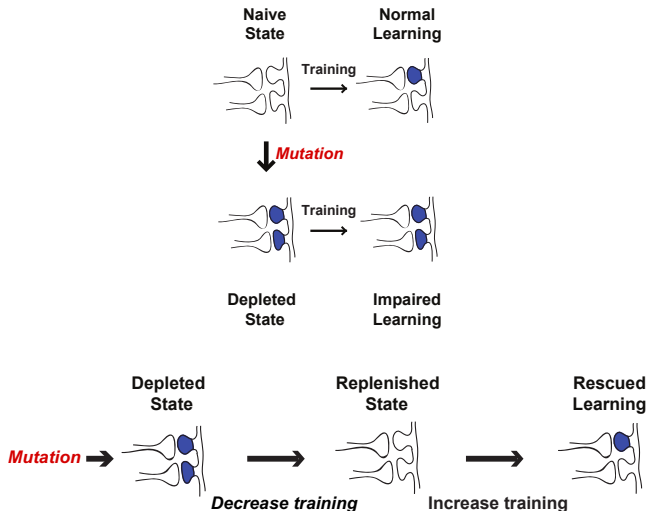 Naive
State
Normal
Learning
Training
Mutation
Training
Depleted
State
Impaired
Learning
Depleted
State
Replenished
State
Rescued
Learning
Mutation
Decrease training
Increase training